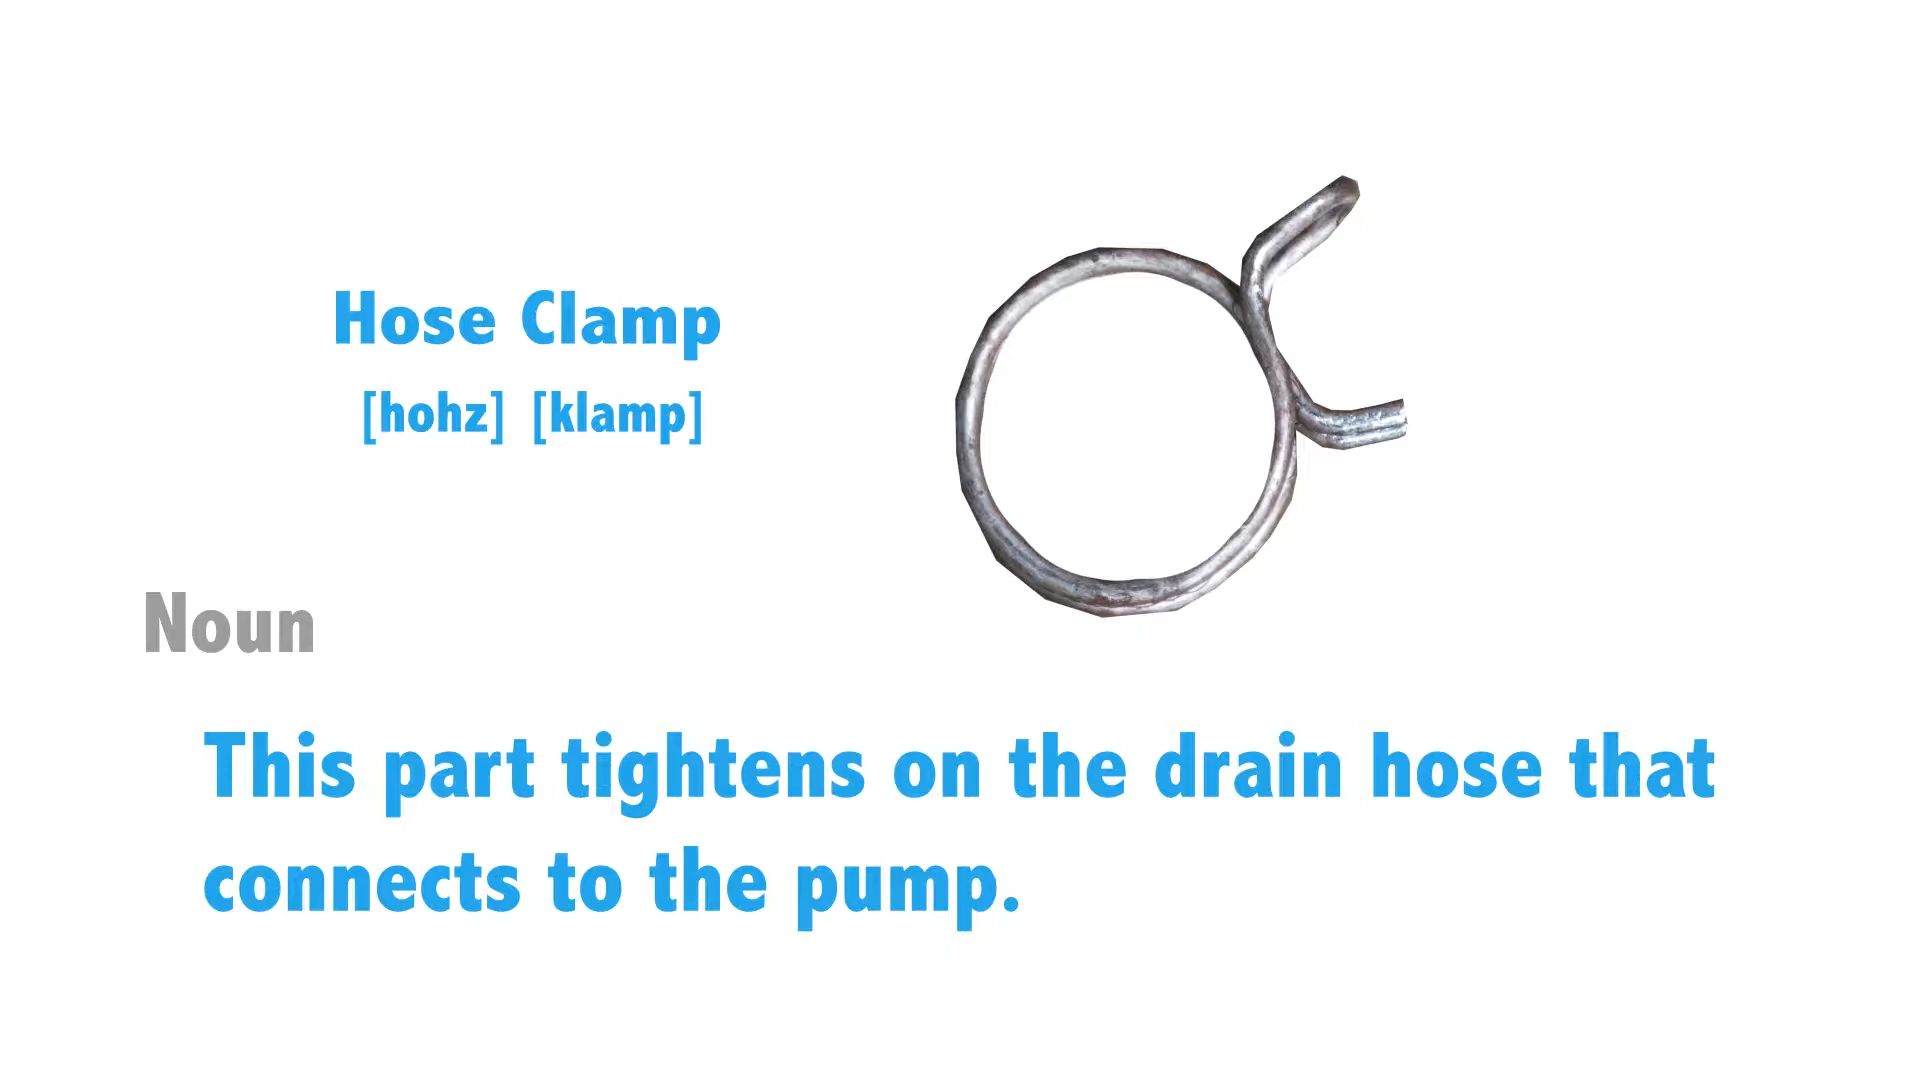 Hose Clamp
[hohz] [klamp]
Noun
This part tightens on the drain hose that
connects to the pump.